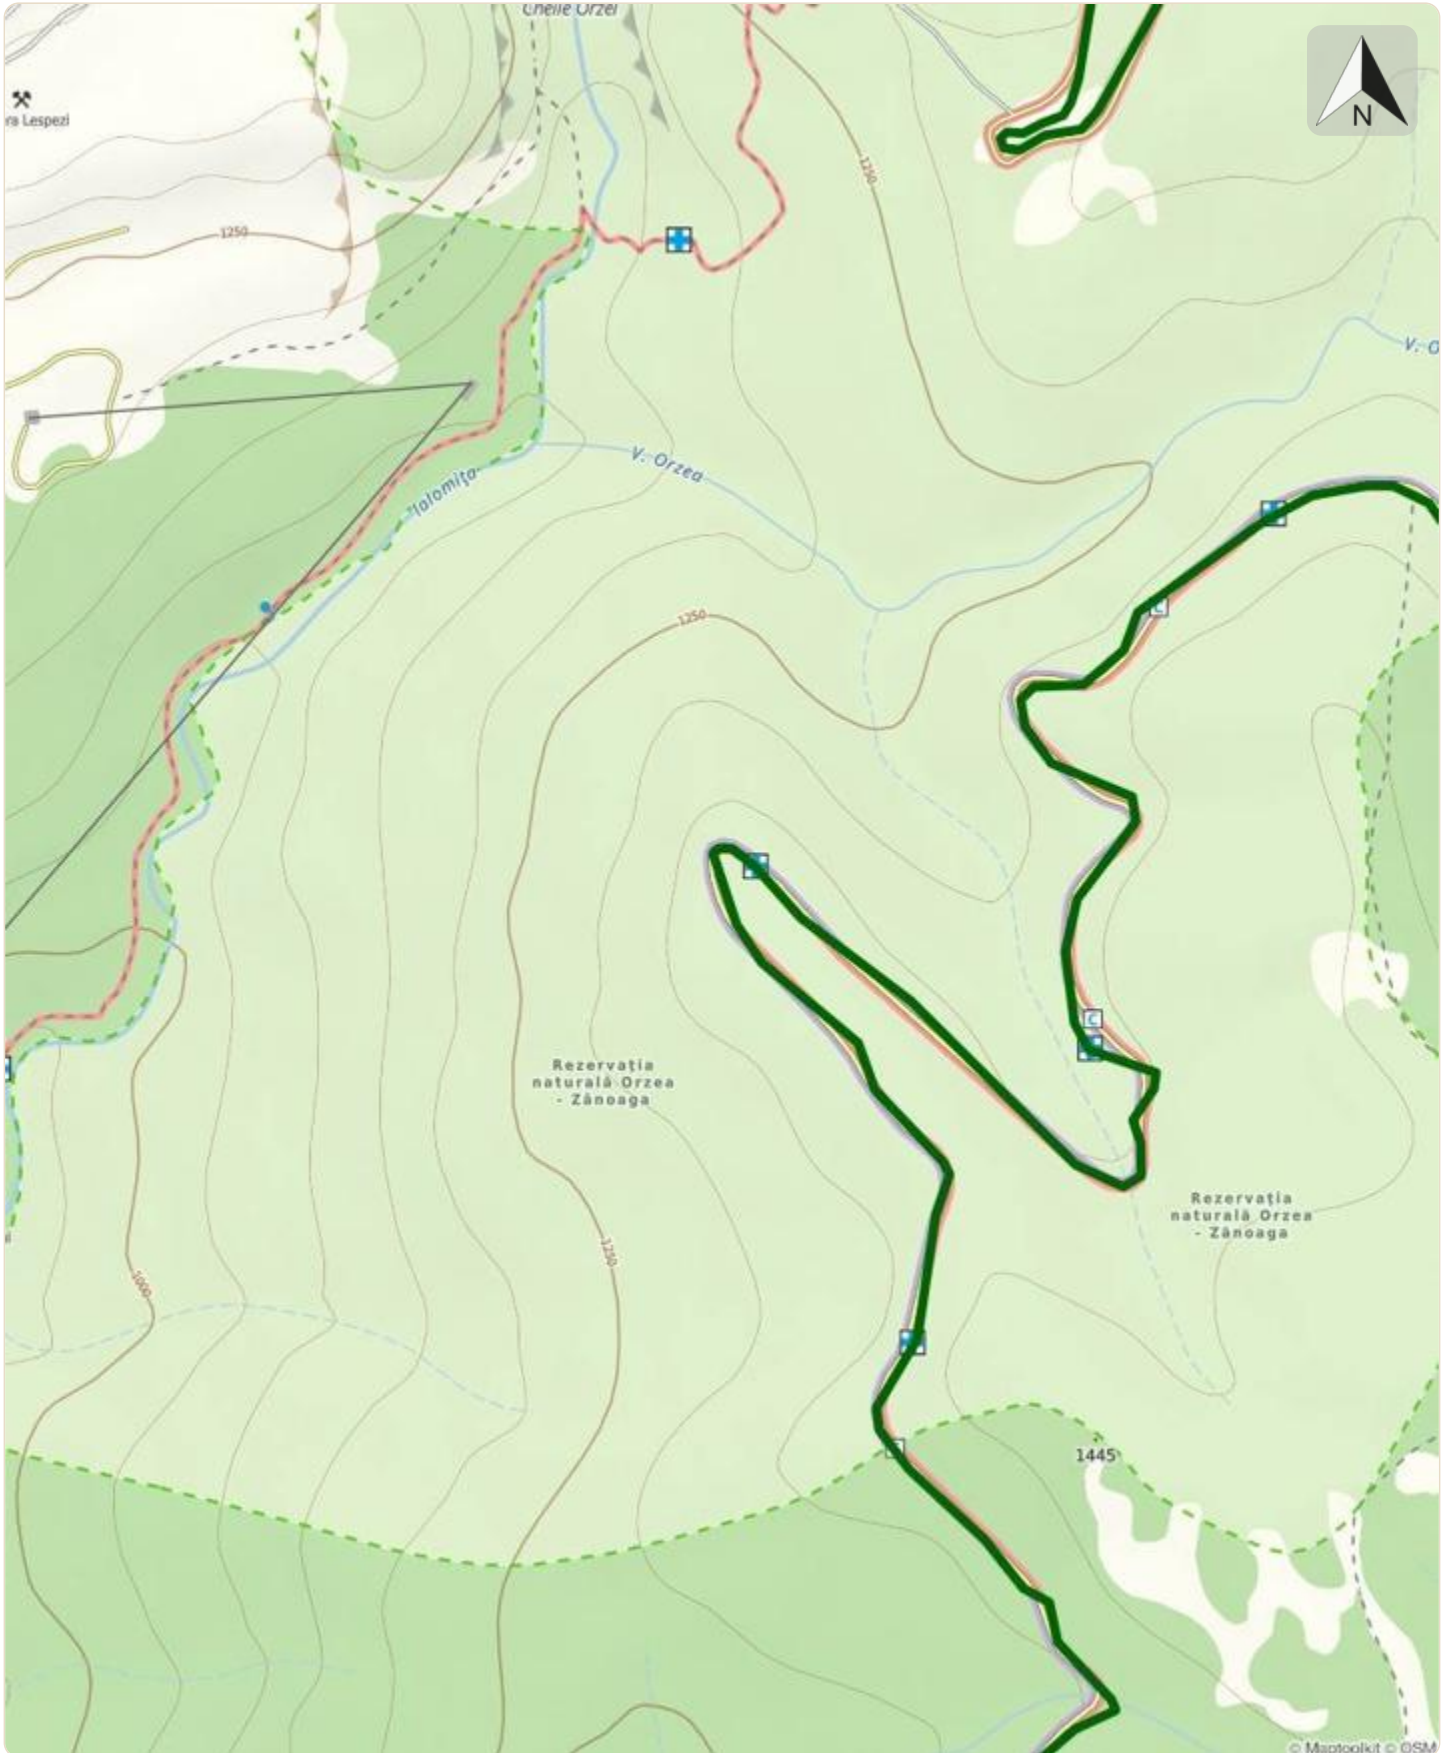 Cheile Orzei
N
ra Lespezi
1250
1250
V. O
V. Orzea
Ialomița
1250
C
C
Rezervația
naturală Orzea
- Zănoaga
Rezervația
naturală Orzea
- Zănoaga
1250
1000
1445
© Maptoolkit © OSM